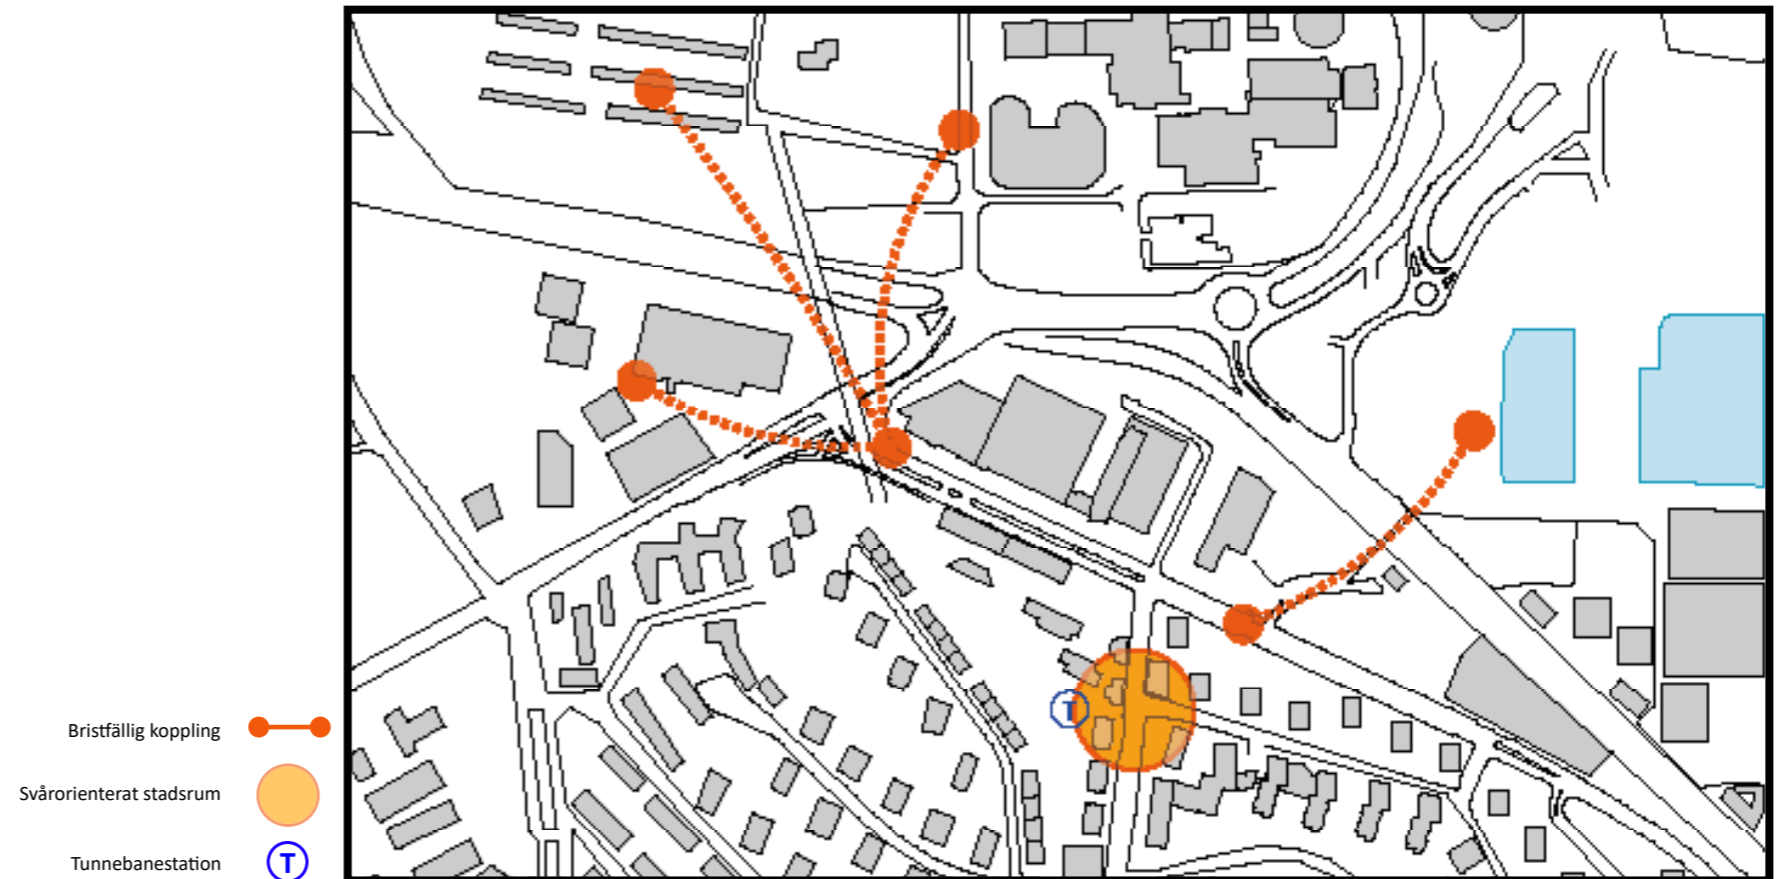 T
Bristfällig koppling
Svårorienterat stadsrum
Tunnebanestation
T